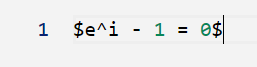 1 $e^i - 1 = 0$